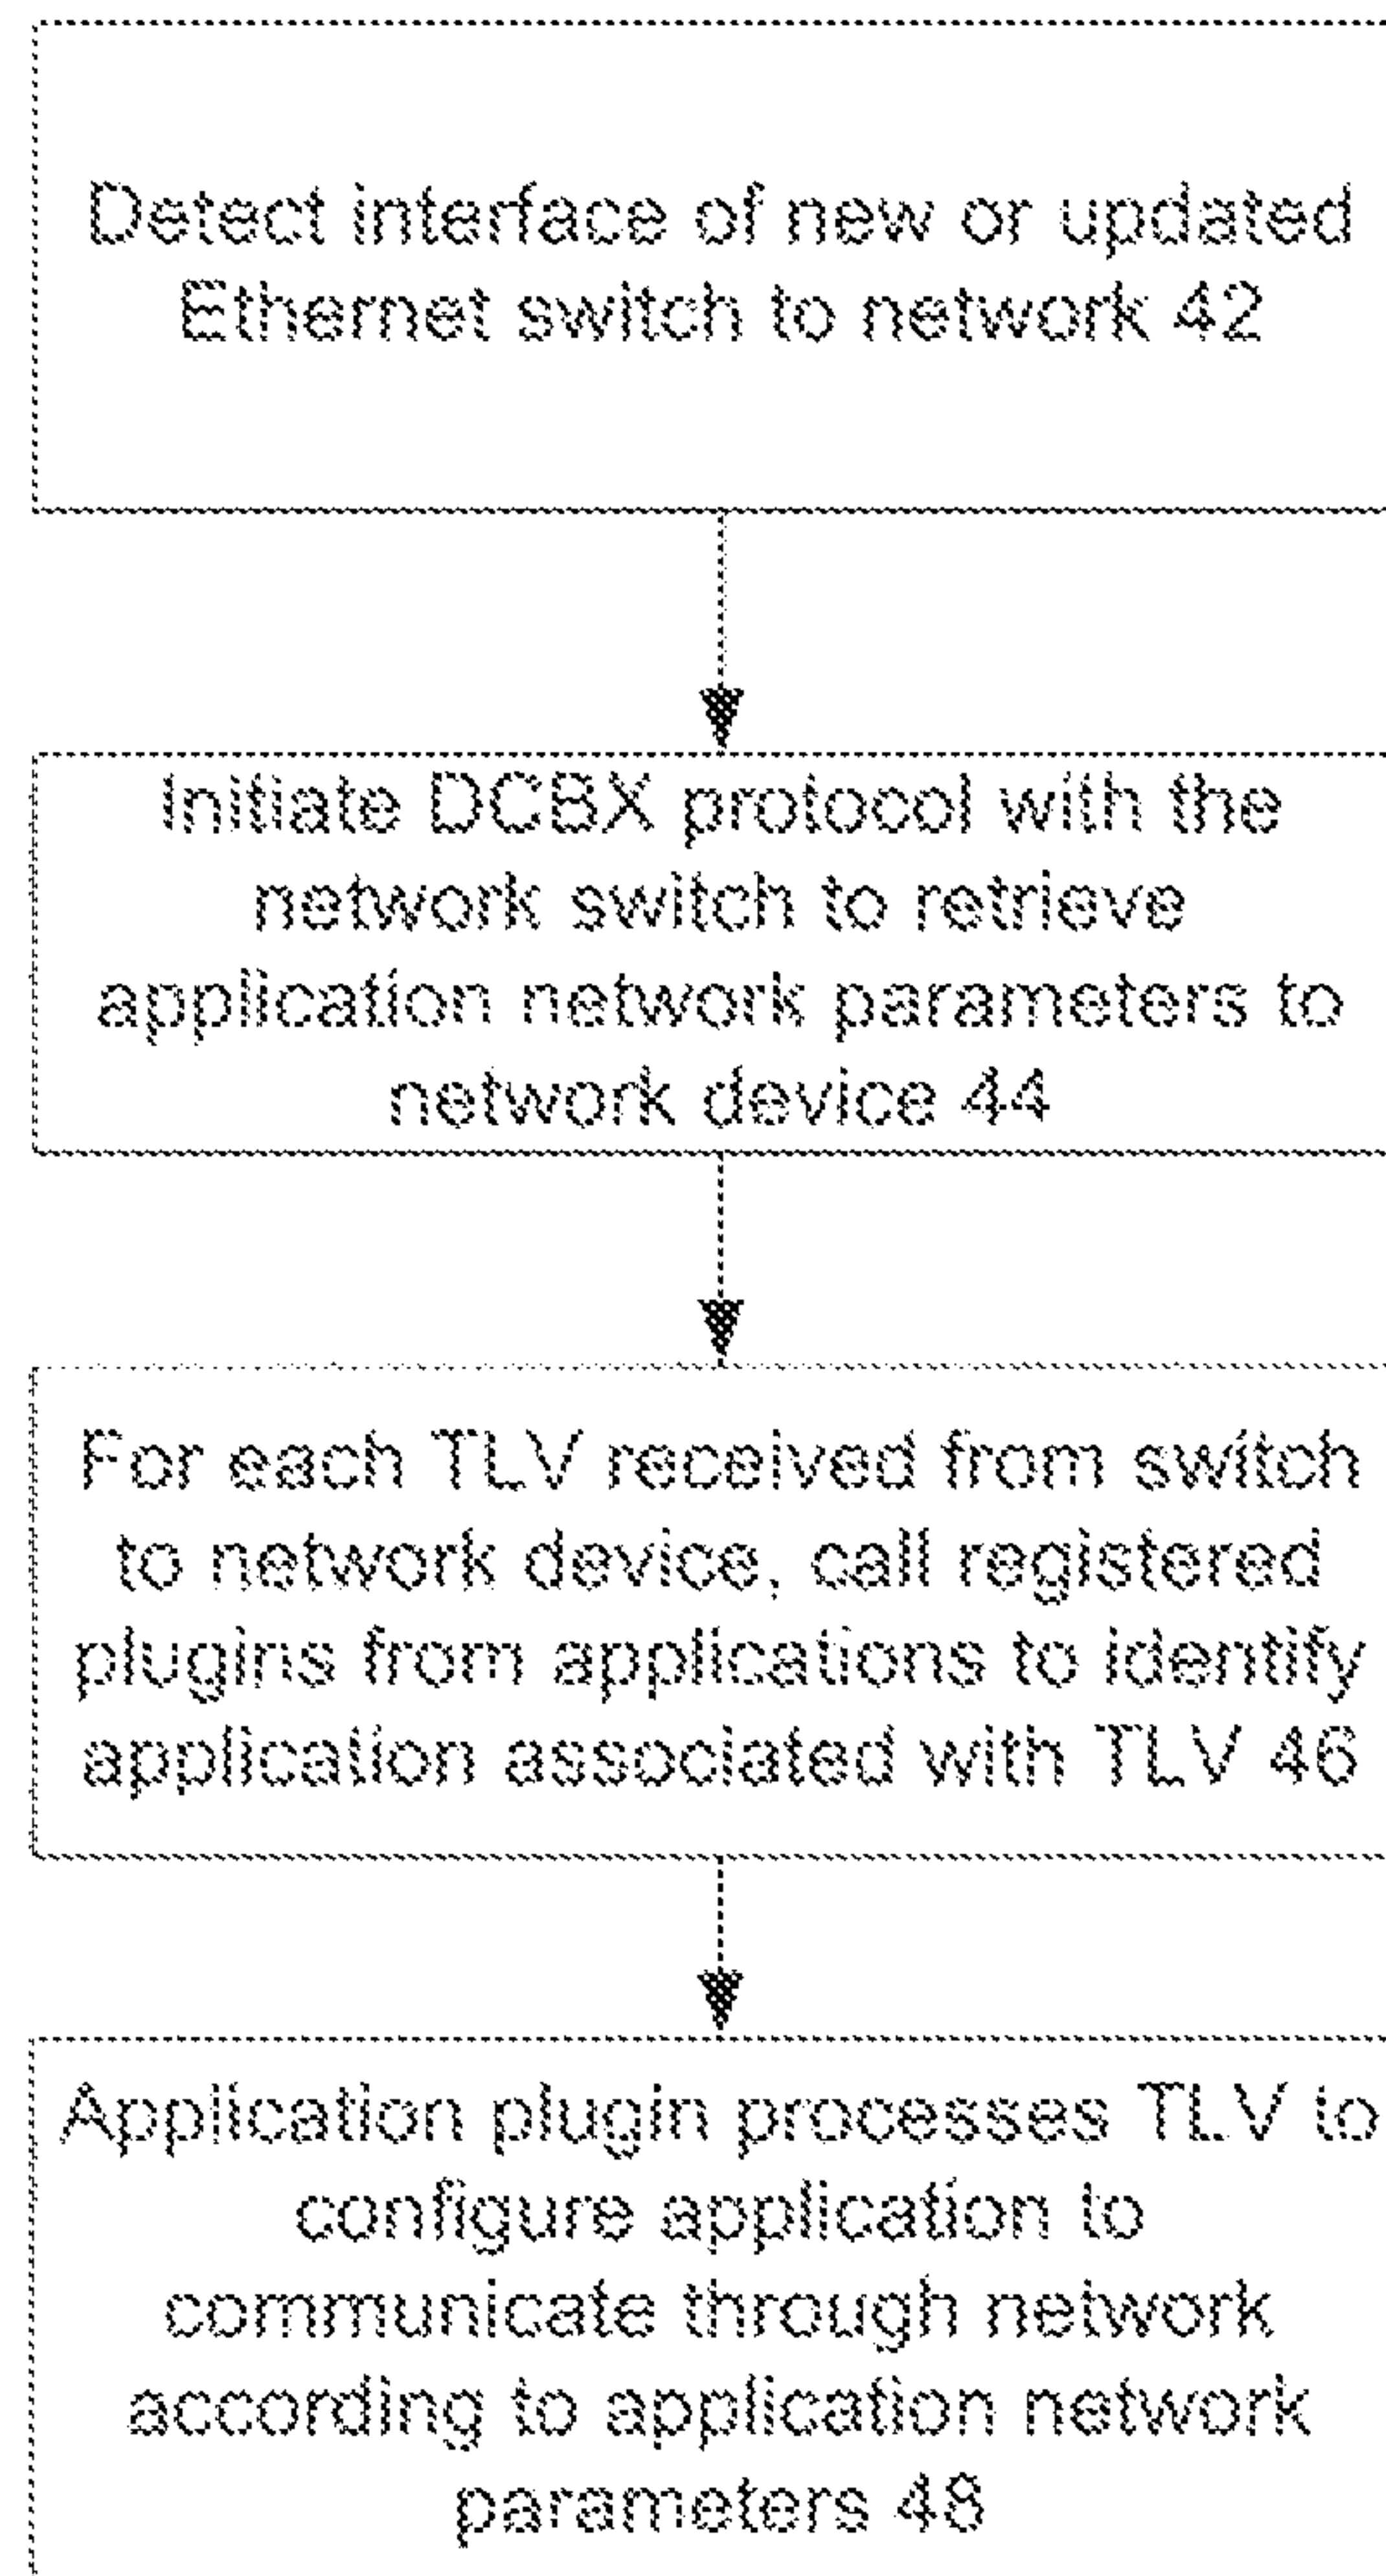 Detect interface of new or updated
Ethernet switch to network 42
Initiate DCBX protocol with the
network switch to retrieve
application network parameters to
network device 44
For each TLV received from switch
to network device, call registered
plugins from applications to identify
application associated with TLV 46
Application plugin processes TLV to
configure application to
communicate through network
according to application network
parameters 48